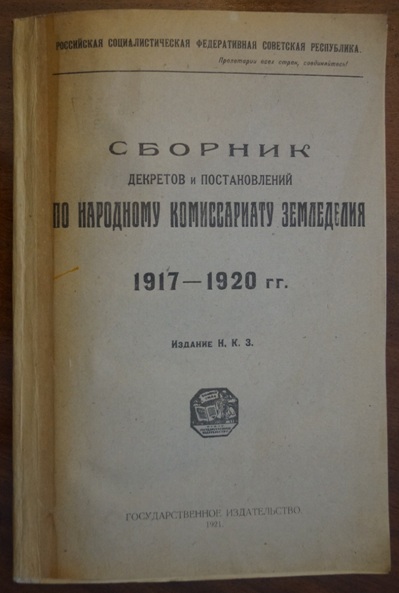 РОССИЙСКАЯ СОЦИАЛИСТИЧЕСКАЯ ФЕДЕРАТИВНАЯ СОВЕТСКАЯ РЕСПУБЛИКА.
Пролетарии всех стран, соединяйтесь!
СБОРНИК
ДЕКРЕТОВ и ПОСТАНОВЛЕНИЙ
ПО НАРОДНОМУ КОМИССАРИАТУ ЗЕМЛЕДЕЛИЯ
1917—1920 гг.
Издание Н. К. З.
ГОСУДАРСТВЕННОЕ ИЗДАТЕЛЬСТВО
1921.